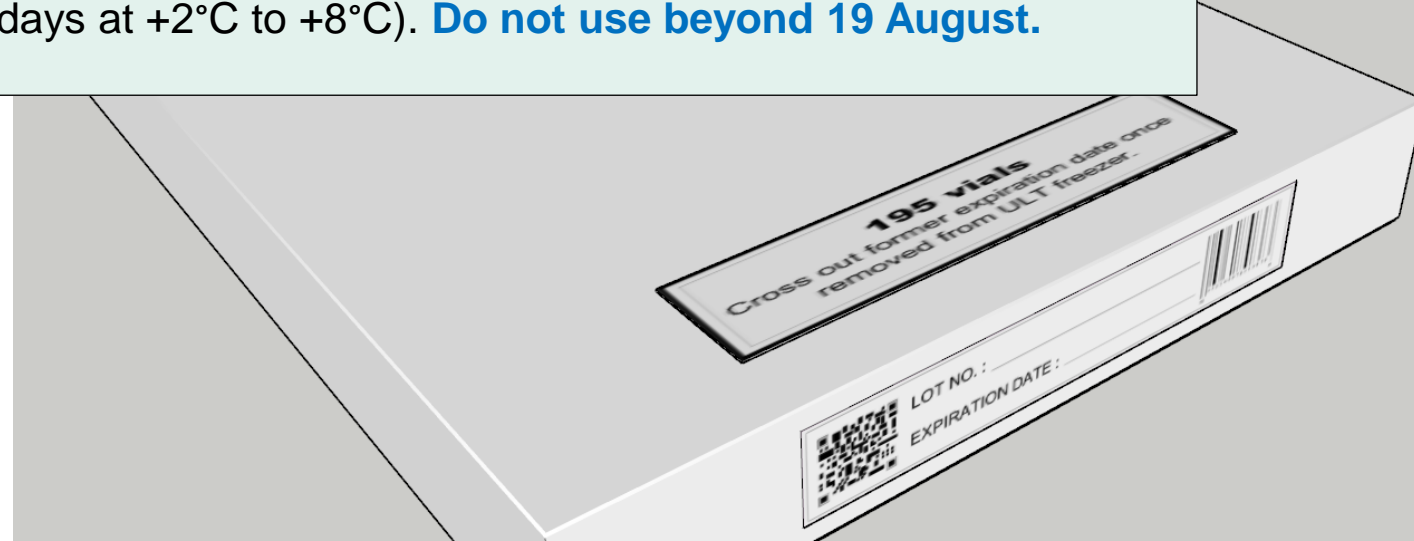 days at +2°C to +8°C). Do not use beyond 19 August.
195 vials
Cross out former expiration date once
removed from ULT freezer.
LOT NO. :
EXPIRATION DATE :